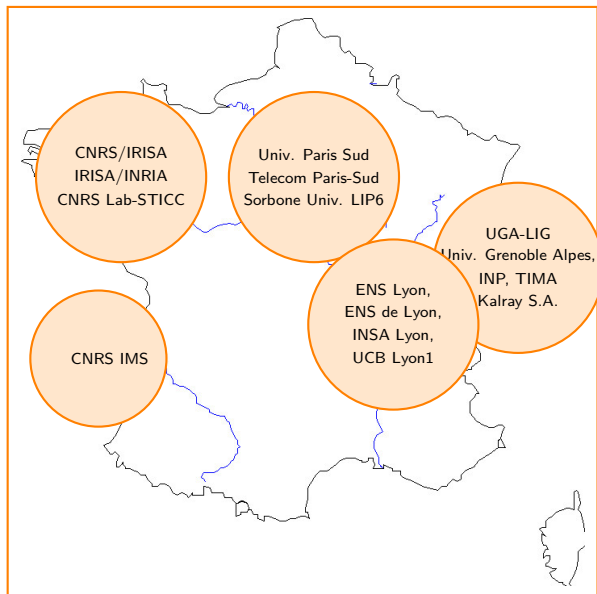 CNRS/IRISA
IRISA/INRIA
CNRS Lab-STICC
Univ. Paris Sud
Telecom Paris-Sud
Sorbone Univ. LIP6
UGA-LIG
Univ. Grenoble Alpes,
INP, TIMA
Kalray S.A.
ENS Lyon,
ENS de Lyon,
INSA Lyon,
UCB Lyon1
CNRS IMS